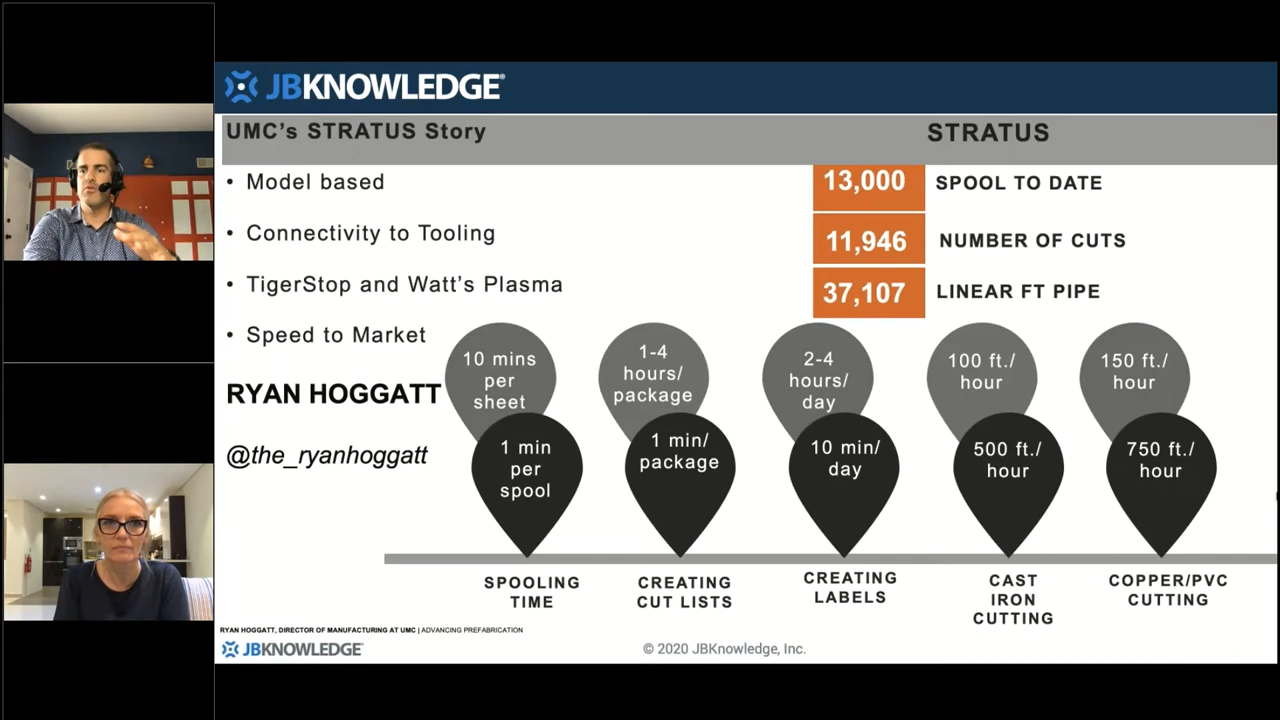 JBKNOWLEDGE®
UMC's STRATUS Story
STRATUS
• Model based
• Connectivity to Tooling
• TigerStop and Watt's Plasma
• Speed to Market
13,000 SPOOL TO DATE
11,946 NUMBER OF CUTS
37,107 LINEAR FT PIPE
RYAN HOGGATT
@the_ryanhoggatt
10 mins
per
sheet
1 min
per
spool
SPOOLING
TIME
1-4
hours/
package
1 min/
package
CREATING
CUT LISTS
2-4
hours/
day
10 min/
day
CREATING
LABELS
100 ft./
hour
500 ft./
hour
CAST
IRON
CUTTING
150 ft./
hour
750 ft./
hour
COPPER/PVC
CUTTING
RYAN HOGGATT, DIRECTOR OF MANUFACTURING AT UMC | ADVANCING PREFABRICATION
JBKNOWLEDGE
© 2020 JBKnowledge, Inc.